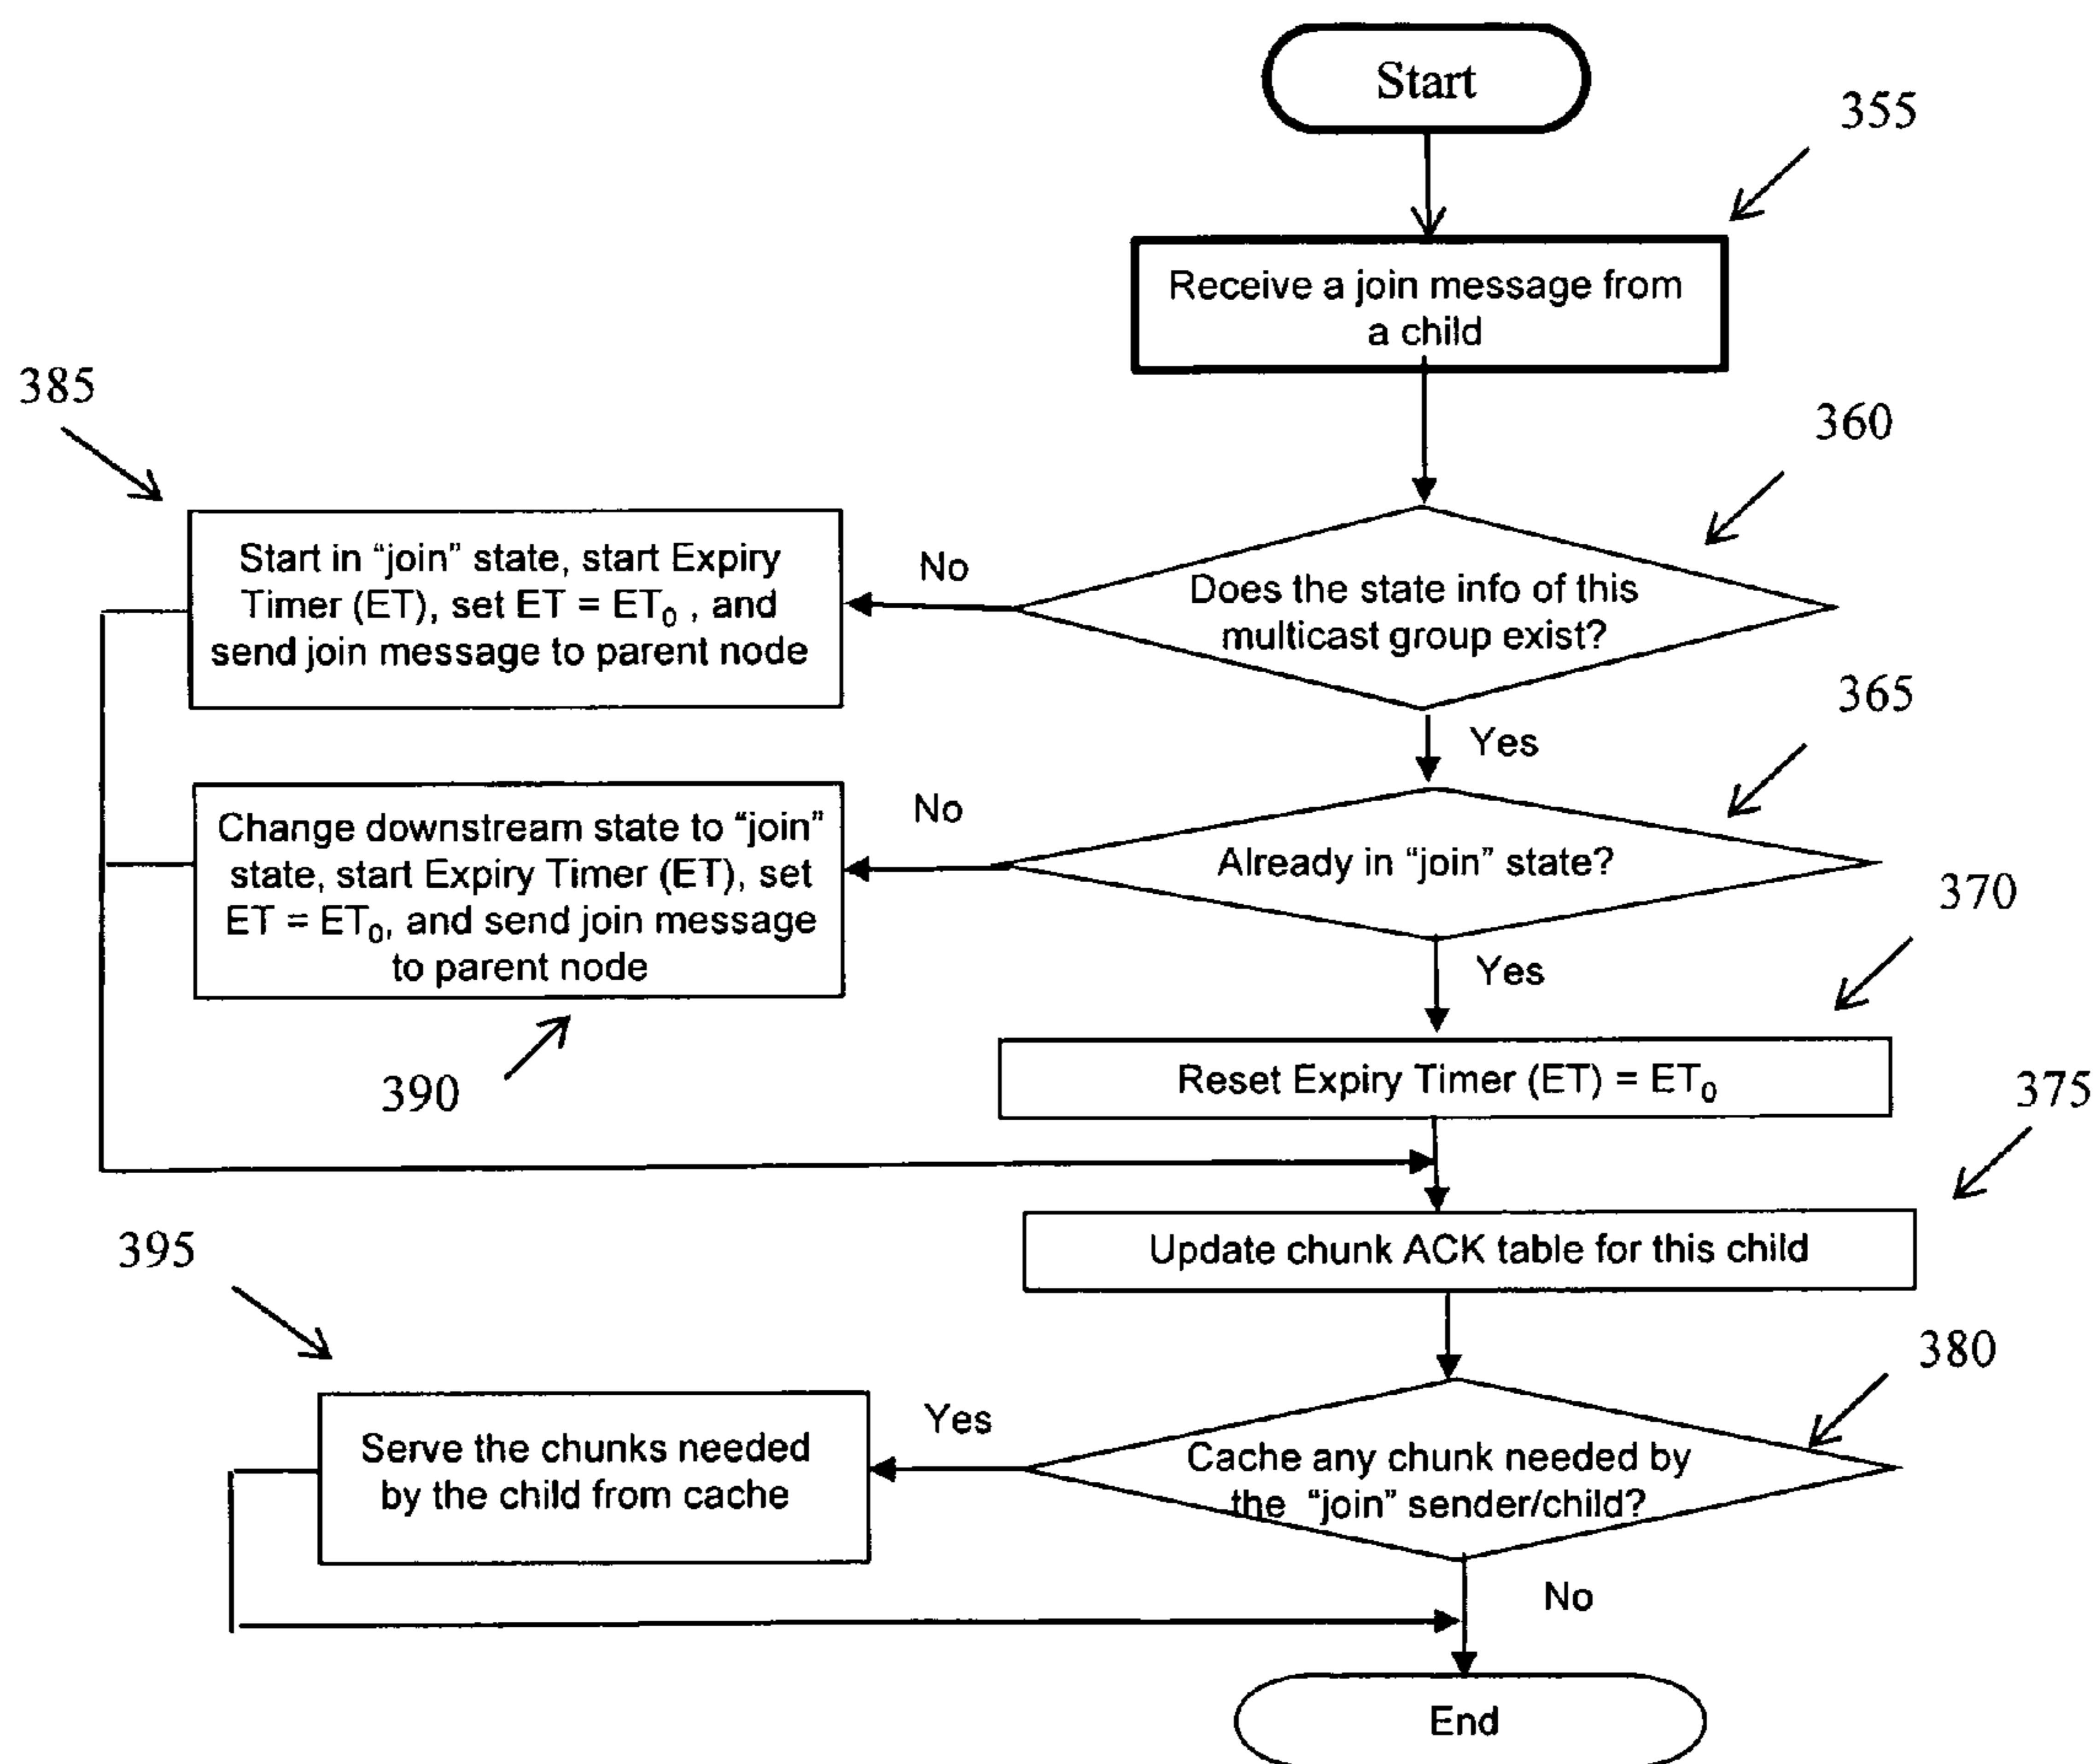 Start
355
Receive a join message from
a child
385
360
Start in “join” state, start Expiry
Timer (ET), set ET = ET₀ , and
send join message to parent node
No
Does the state info of this
multicast group exist?
365
Yes
Change downstream state to “join”
state, start Expiry Timer (ET), set
ET = ET₀, and send join message
to parent node
No
Already in “join” state?
370
Yes
390
Reset Expiry Timer (ET) = ET₀
375
Update chunk ACK table for this child
395
380
Serve the chunks needed
by the child from cache
Yes
Cache any chunk needed by
the “join” sender/child?
No
End